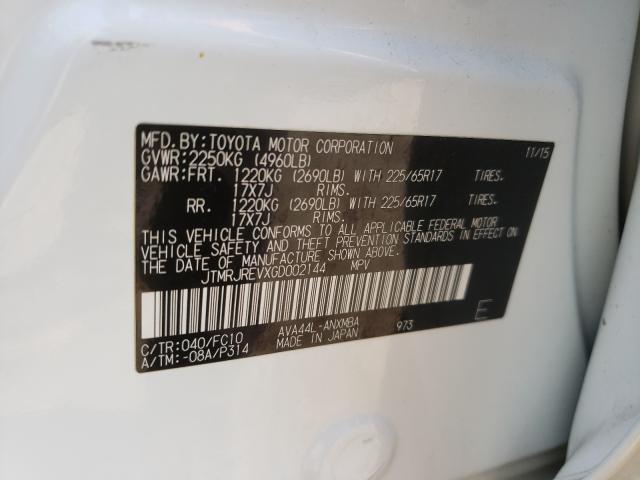 MFD. BY: TOYOTA MOTOR CORPORATION 11/15
GVWR: 2250KG (4960LB)
GAWR: FRT. 1220KG (2690LB) WITH 225/65R17 TIRES.
17X7J RIMS.
RR. 1220KG (2690LB) WITH 225/65R17 TIRES.
17X7J RIMS.
THIS VEHICLE CONFORMS TO ALL APPLICABLE FEDERAL MOTOR
VEHICLE SAFETY AND THEFT PREVENTION STANDARDS IN EFFECT ON
THE DATE OF MANUFACTURE SHOWN ABOVE.
JTMRJREVXGD002144 MPV
C/TR: 040/FC10 AVA44L-ANXMBA 973 E
A/TM: -08A/P314 MADE IN JAPAN